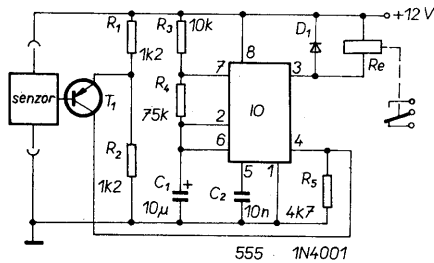 R1 R3 10k D1 +12 V
1k2 8
7 3 Re
senzor T1 R4
75k 2 IO
6 4
R2 5 1 R5
1k2 C1 + C2
10µ 10n 4k7
555 1N4001